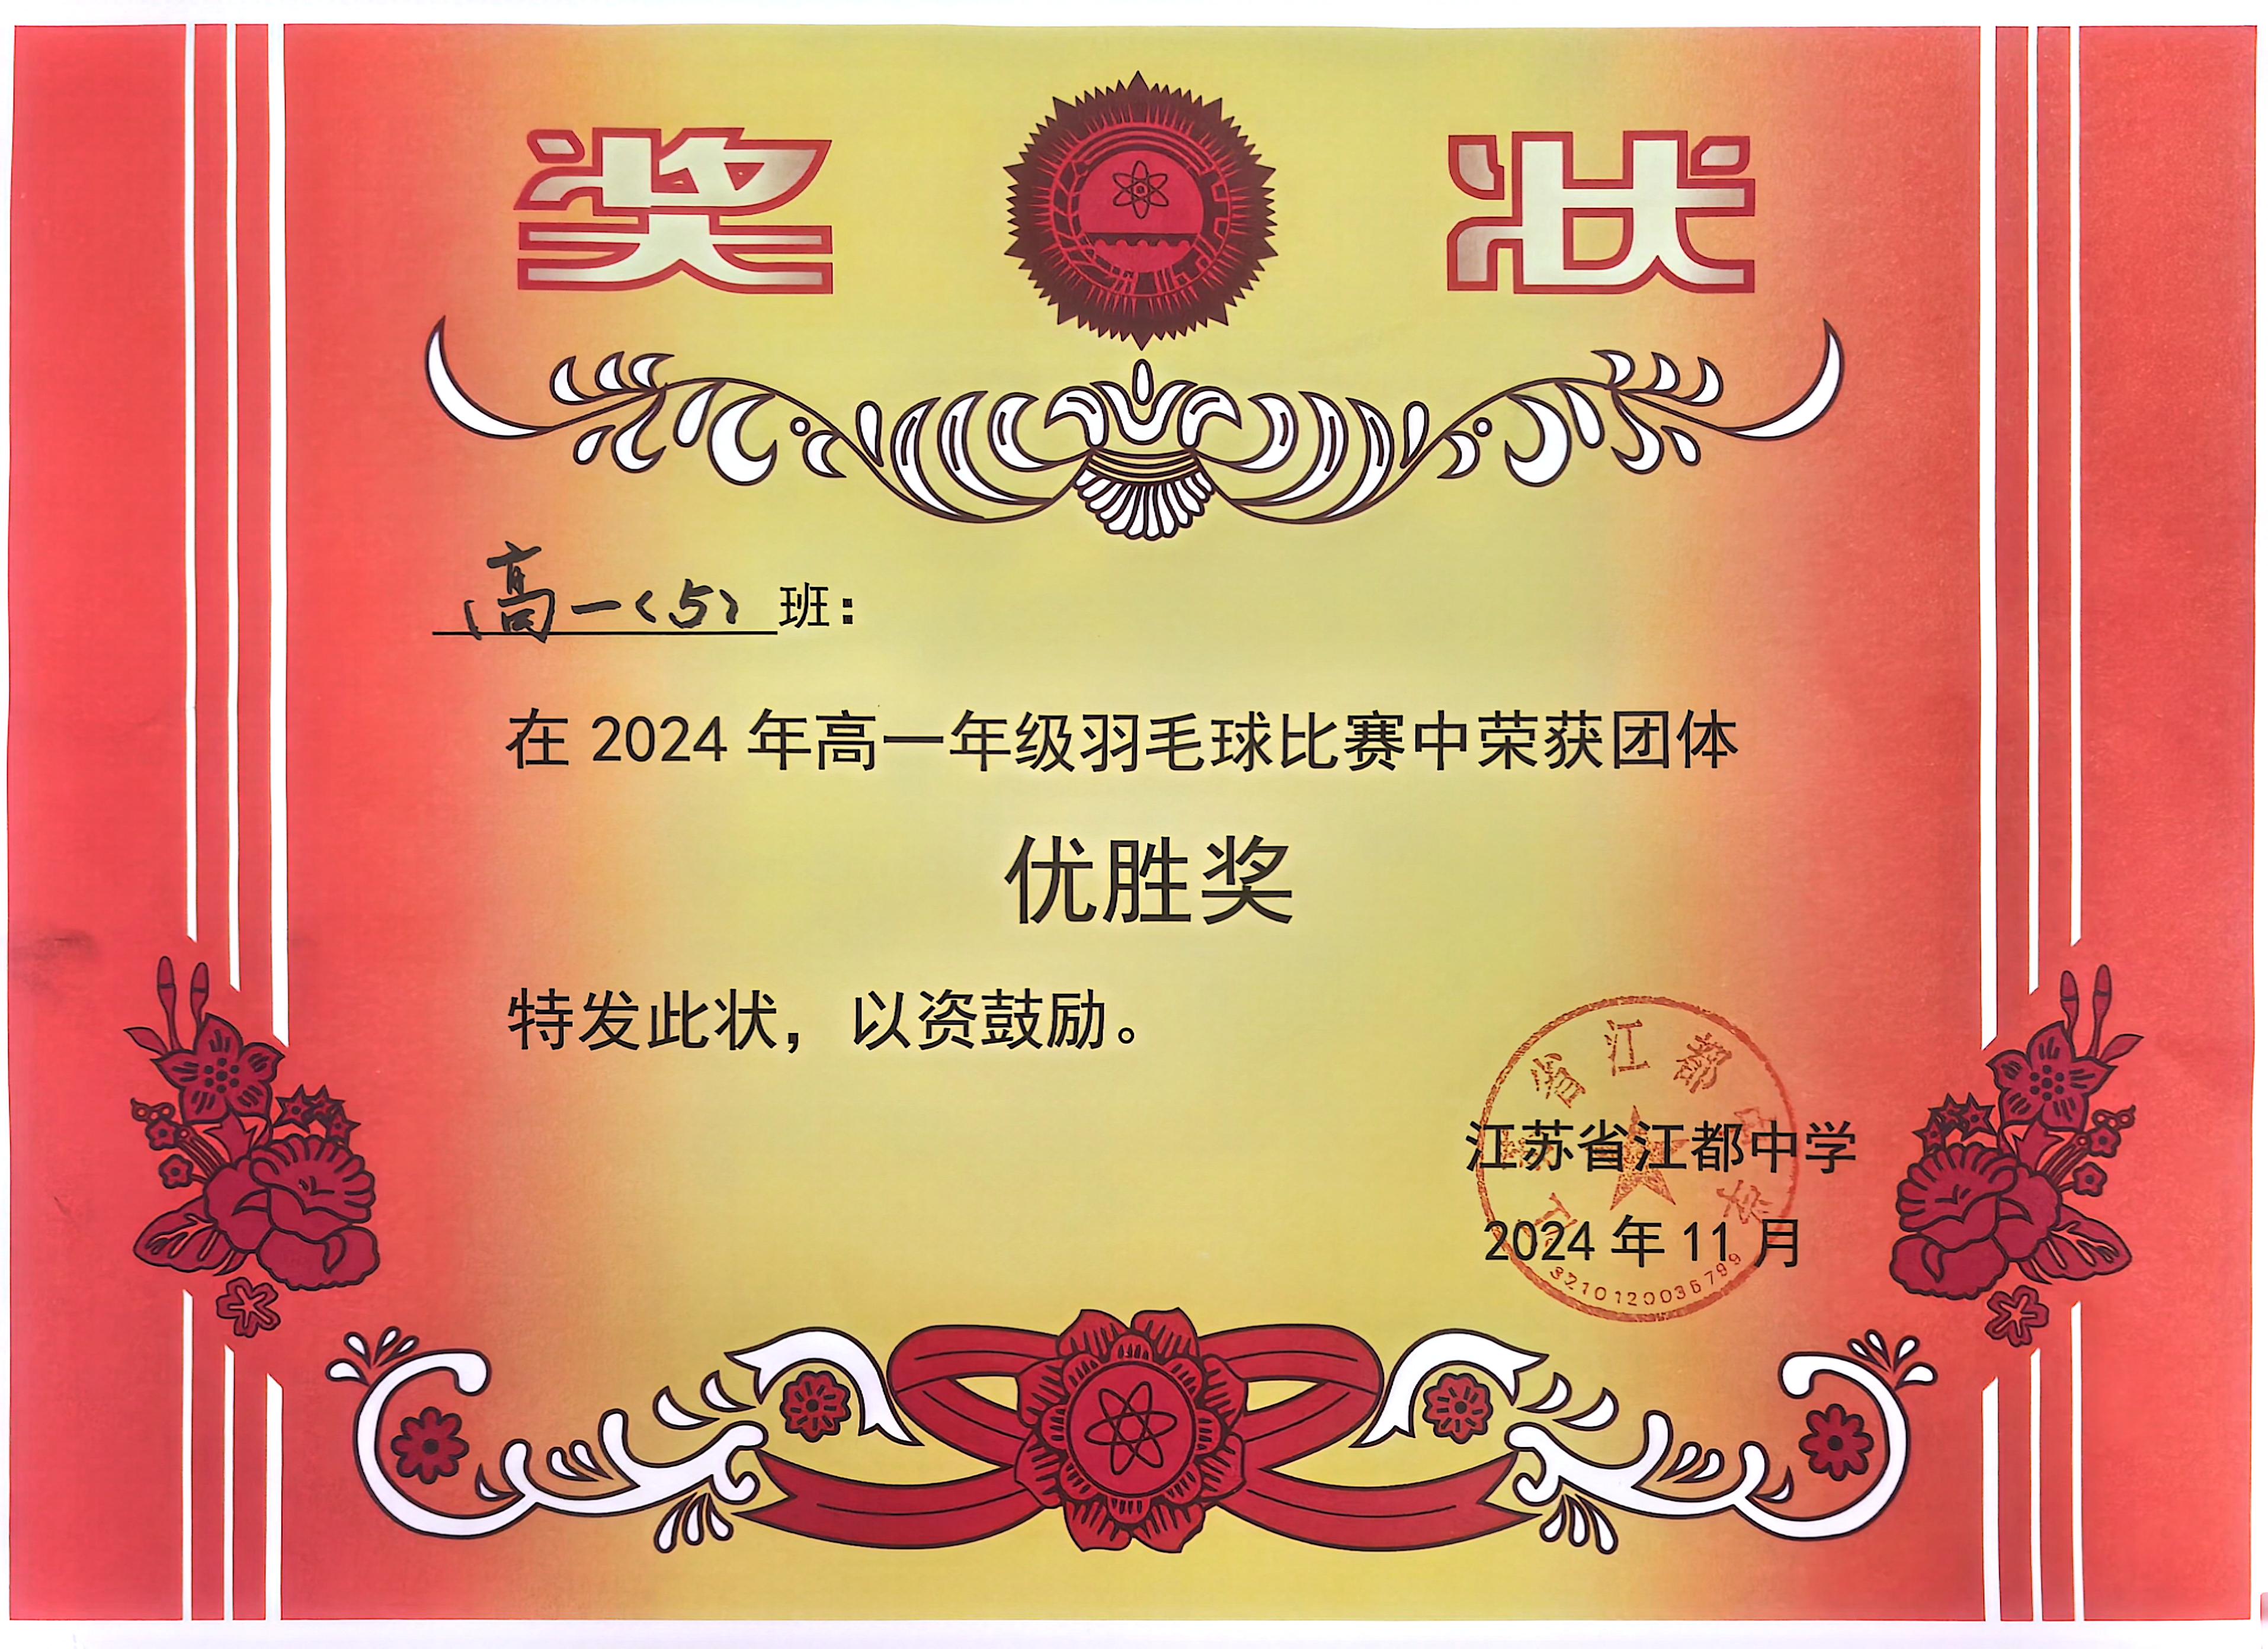 奖状
高一(5)班：
在 2024 年高一年级羽毛球比赛中荣获团体
优胜奖
特发此状，以资鼓励。
江苏省江都中学
2024 年 11 月
江苏省江都中学